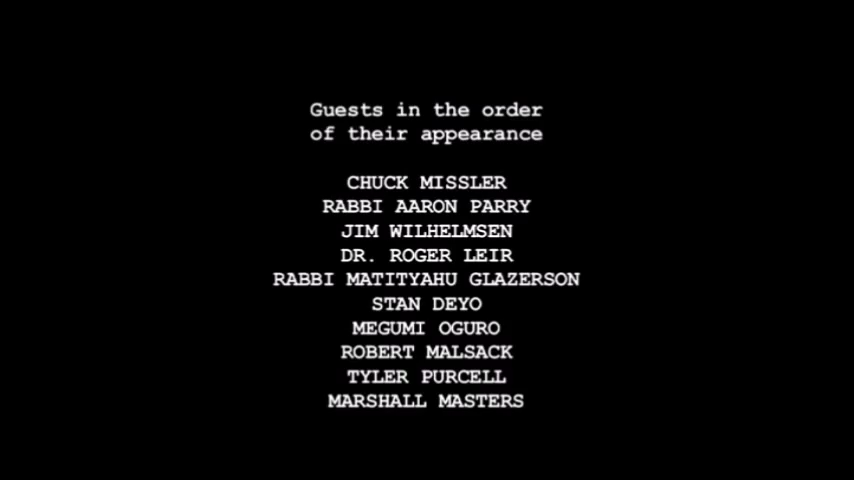 Guests in the order
of their appearance
CHUCK MISSLER
RABBI AARON PARRY
JIM WILHELMSEN
DR. ROGER LEIR
RABBI MATITYAHU GLAZERSON
STAN DEYO
MEGUMI OGURO
ROBERT MALSACK
TYLER PURCELL
MARSHALL MASTERS